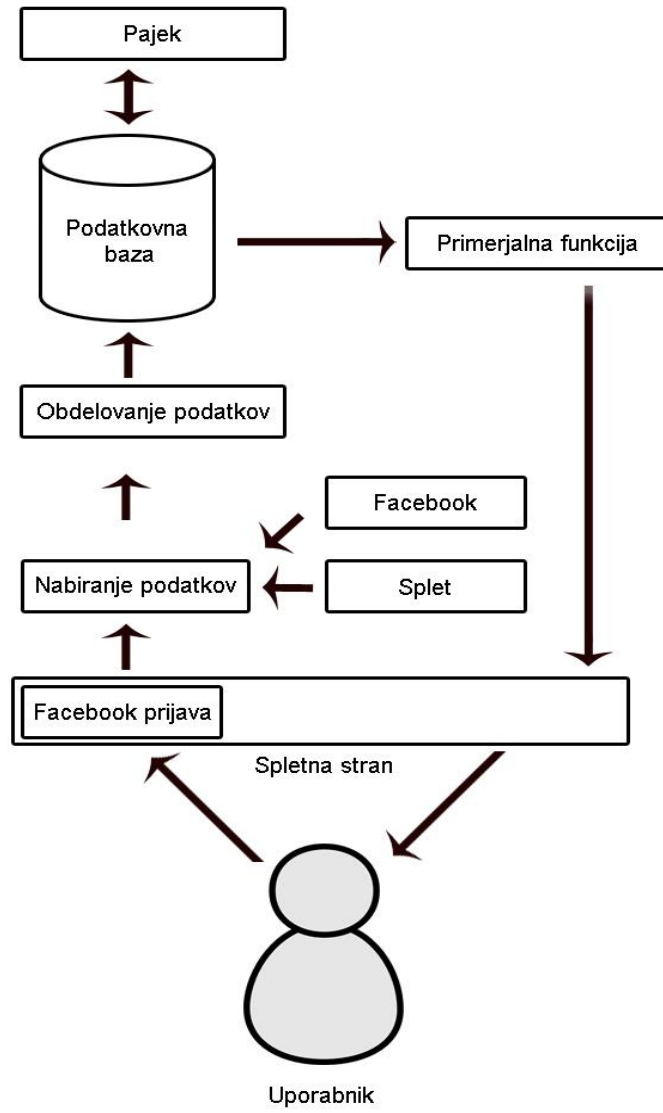 Pajek
Podatkovna
baza
Primerjalna funkcija
Obdelovanje podatkov
Facebook
Nabiranje podatkov
Splet
Facebook prijava
Spletna stran
Uporabnik